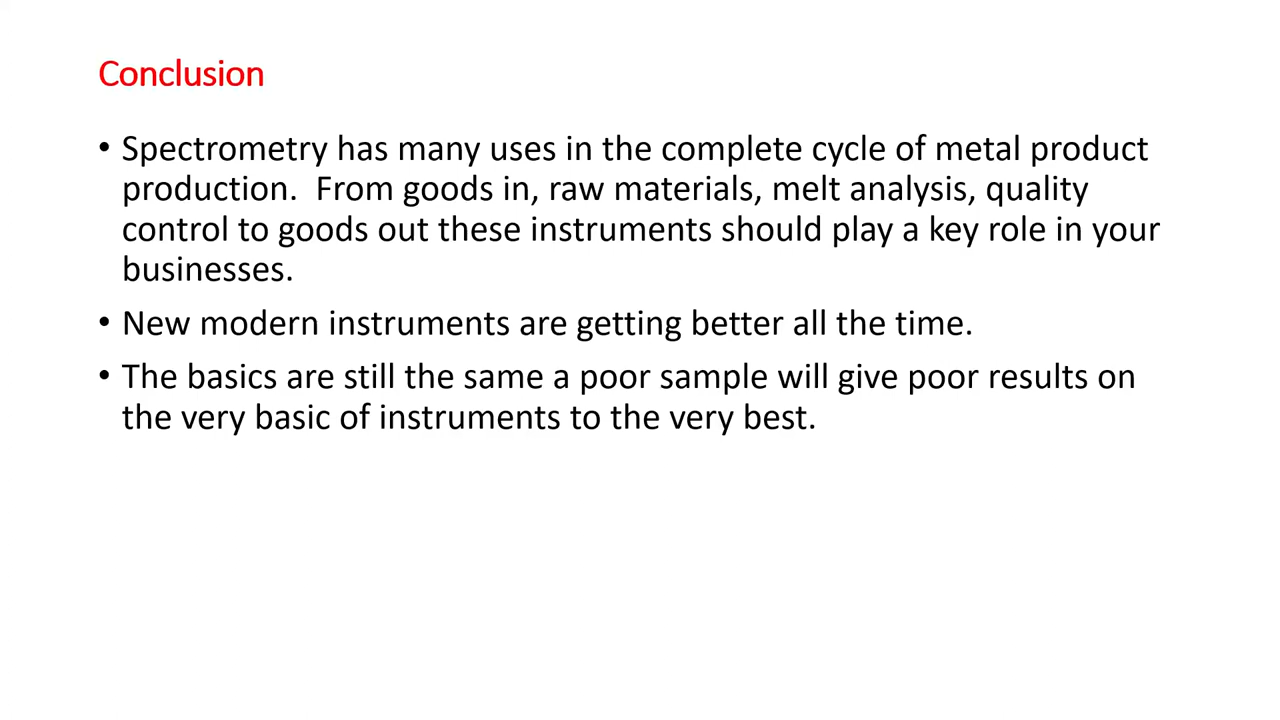 Conclusion
• Spectrometry has many uses in the complete cycle of metal product
production.  From goods in, raw materials, melt analysis, quality
control to goods out these instruments should play a key role in your
businesses.
• New modern instruments are getting better all the time.
• The basics are still the same a poor sample will give poor results on
the very basic of instruments to the very best.